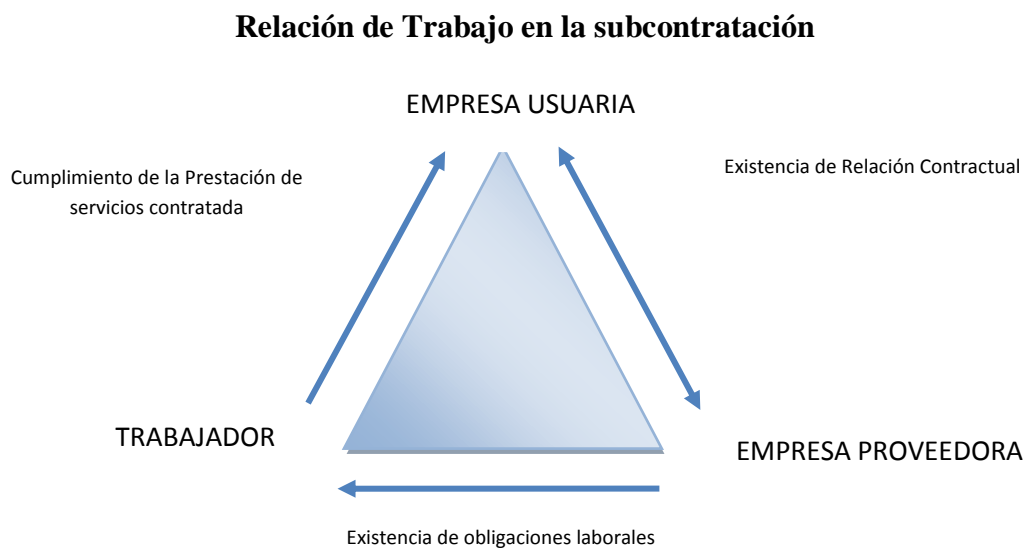 Relación de Trabajo en la subcontratación
EMPRESA USUARIA
Cumplimiento de la Prestación de
servicios contratada
Existencia de Relación Contractual
TRABAJADOR
EMPRESA PROVEEDORA
Existencia de obligaciones laborales